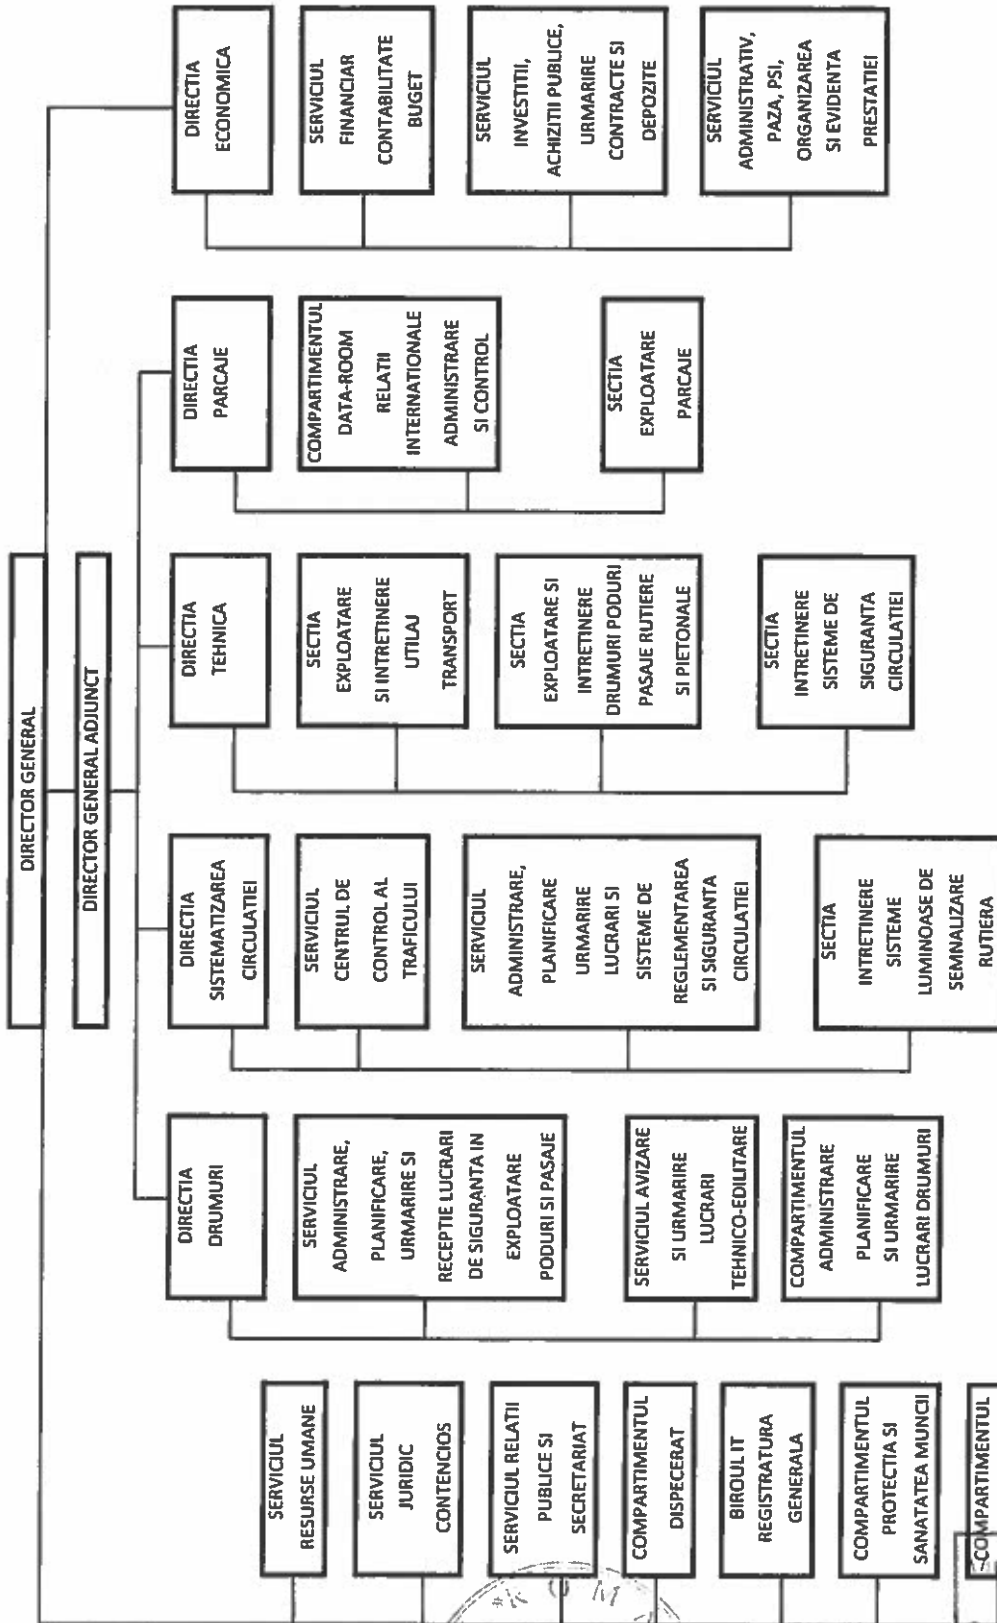 DIRECTOR GENERAL
DIRECTOR GENERAL ADJUNCT
SERVICIUL
RESURSE UMANE
SERVICIUL
JURIDIC
CONTENCIOS
SERVICIUL RELATII
PUBLICE SI
SECRETARIAT
COMPARTIMENTUL
DISPECERAT
BIROUL IT
REGISTRATURA
GENERALA
COMPARTIMENTUL
PROTECTIA SI
SANATATEA MUNCII
COMPARTIMENTUL
DIRECTIA
DRUMURI
SERVICIUL
ADMINISTRARE,
PLANIFICARE,
URMARIRE SI
RECEPTIE LUCRARI
DE SIGURANTA IN
EXPLOATARE
PODURI SI PASAJE
SERVICIUL AVIZARE
SI URMARIRE
LUCRARI
TEHNICO-EDILITARE
COMPARTIMENTUL
ADMINISTRARE
PLANIFICARE
SI URMARIRE
LUCRARI DRUMURI
DIRECTIA
SISTEMATIZAREA
CIRCULATIEI
SERVICIUL
CENTRUL DE
CONTROL AL
TRAFICULUI
SERVICIUL
ADMINISTRARE,
PLANIFICARE
URMARIRE
LUCRARI SI
SISTEME DE
REGLEMENTAREA
SI SIGURANTA
CIRCULATIEI
SECTIA
INTRETINERE
SISTEME
LUMINOASE DE
SEMNALIZARE
RUTIERA
DIRECTIA
TEHNICA
SECTIA
EXPLOATARE
SI INTRETINERE
UTILAJ
TRANSPORT
SECTIA
EXPLOATARE SI
INTRETINERE
DRUMURI PODURI
PASAJE RUTIERE
SI PIETONALE
SECTIA
INTRETINERE
SISTEME DE
SIGURANTA
CIRCULATIEI
DIRECTIA
PARCAJE
COMPARTIMENTUL
DATA-ROOM
RELATII
INTERNATIONALE
ADMINISTRARE
SI CONTROL
SECTIA
EXPLOATARE
PARCAJE
DIRECTIA
ECONOMICA
SERVICIUL
FINANCIAR
CONTABILITATE
BUGET
SERVICIUL
INVESTITII,
ACHIZITII PUBLICE,
URMARIRE
CONTRACTE SI
DEPOZITE
SERVICIUL
ADMINISTRATIV,
PAZA, PSI,
ORGANIZAREA
SI EVIDENTA
PRESTATIEI